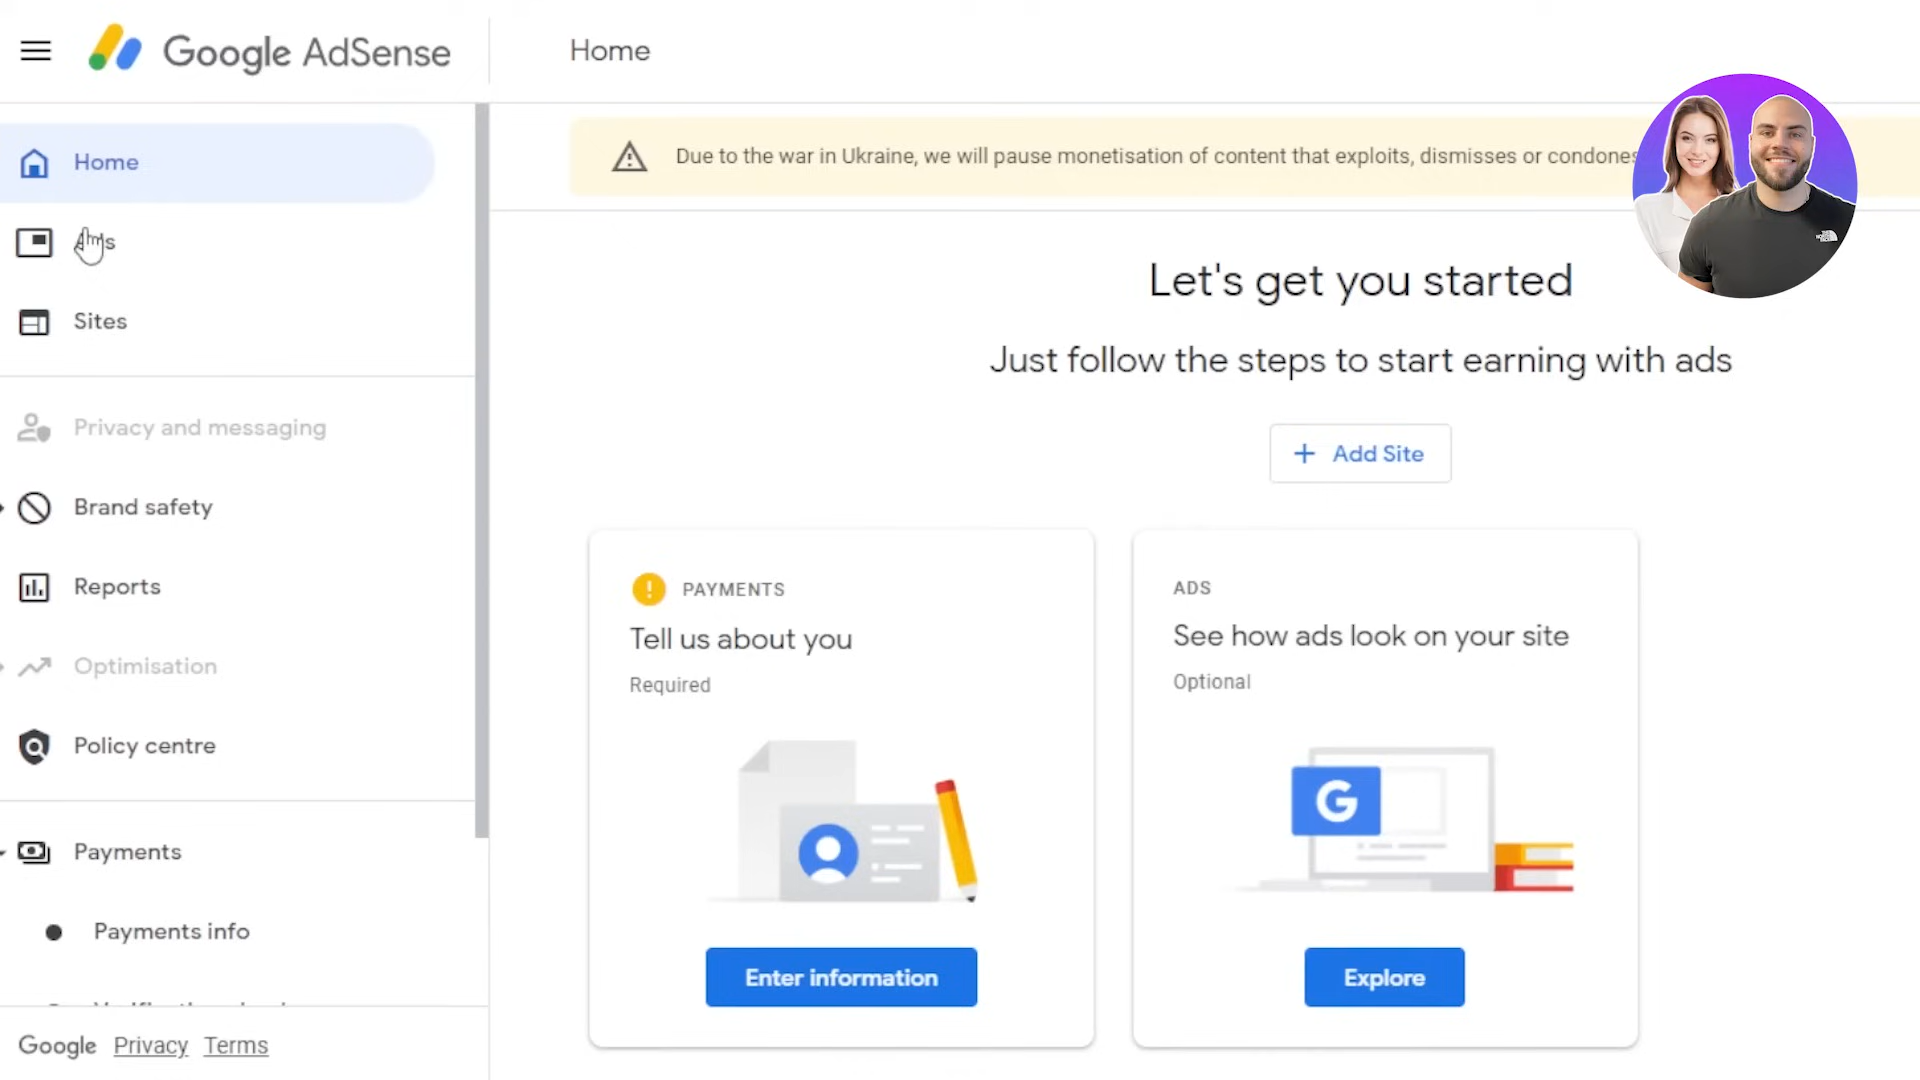 Google AdSense
Home
Home
Due to the war in Ukraine, we will pause monetisation of content that exploits, dismisses or condones
Sites
Let's get you started
Just follow the steps to start earning with ads
+ Add Site
Privacy and messaging
Brand safety
Reports
Optimisation
Policy centre
Payments
Payments info
PAYMENTS
Tell us about you
Required
Enter information
ADS
See how ads look on your site
Optional
G
Explore
Google Privacy Terms